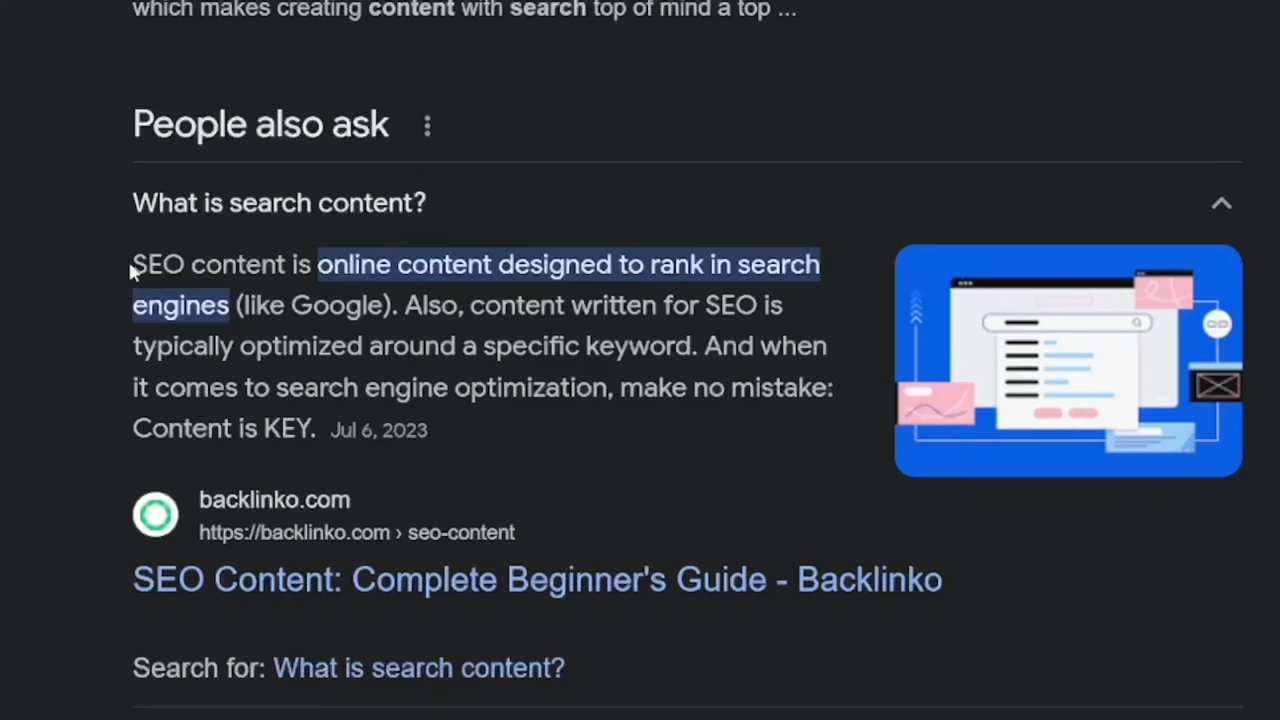 which makes creating content with search top of mind a top ...
People also ask
What is search content?
SEO content is online content designed to rank in search
engines (like Google). Also, content written for SEO is
typically optimized around a specific keyword. And when
it comes to search engine optimization, make no mistake:
Content is KEY. Jul 6, 2023
backlinko.com
https://backlinko.com › seo-content
SEO Content: Complete Beginner's Guide - Backlinko
Search for: What is search content?